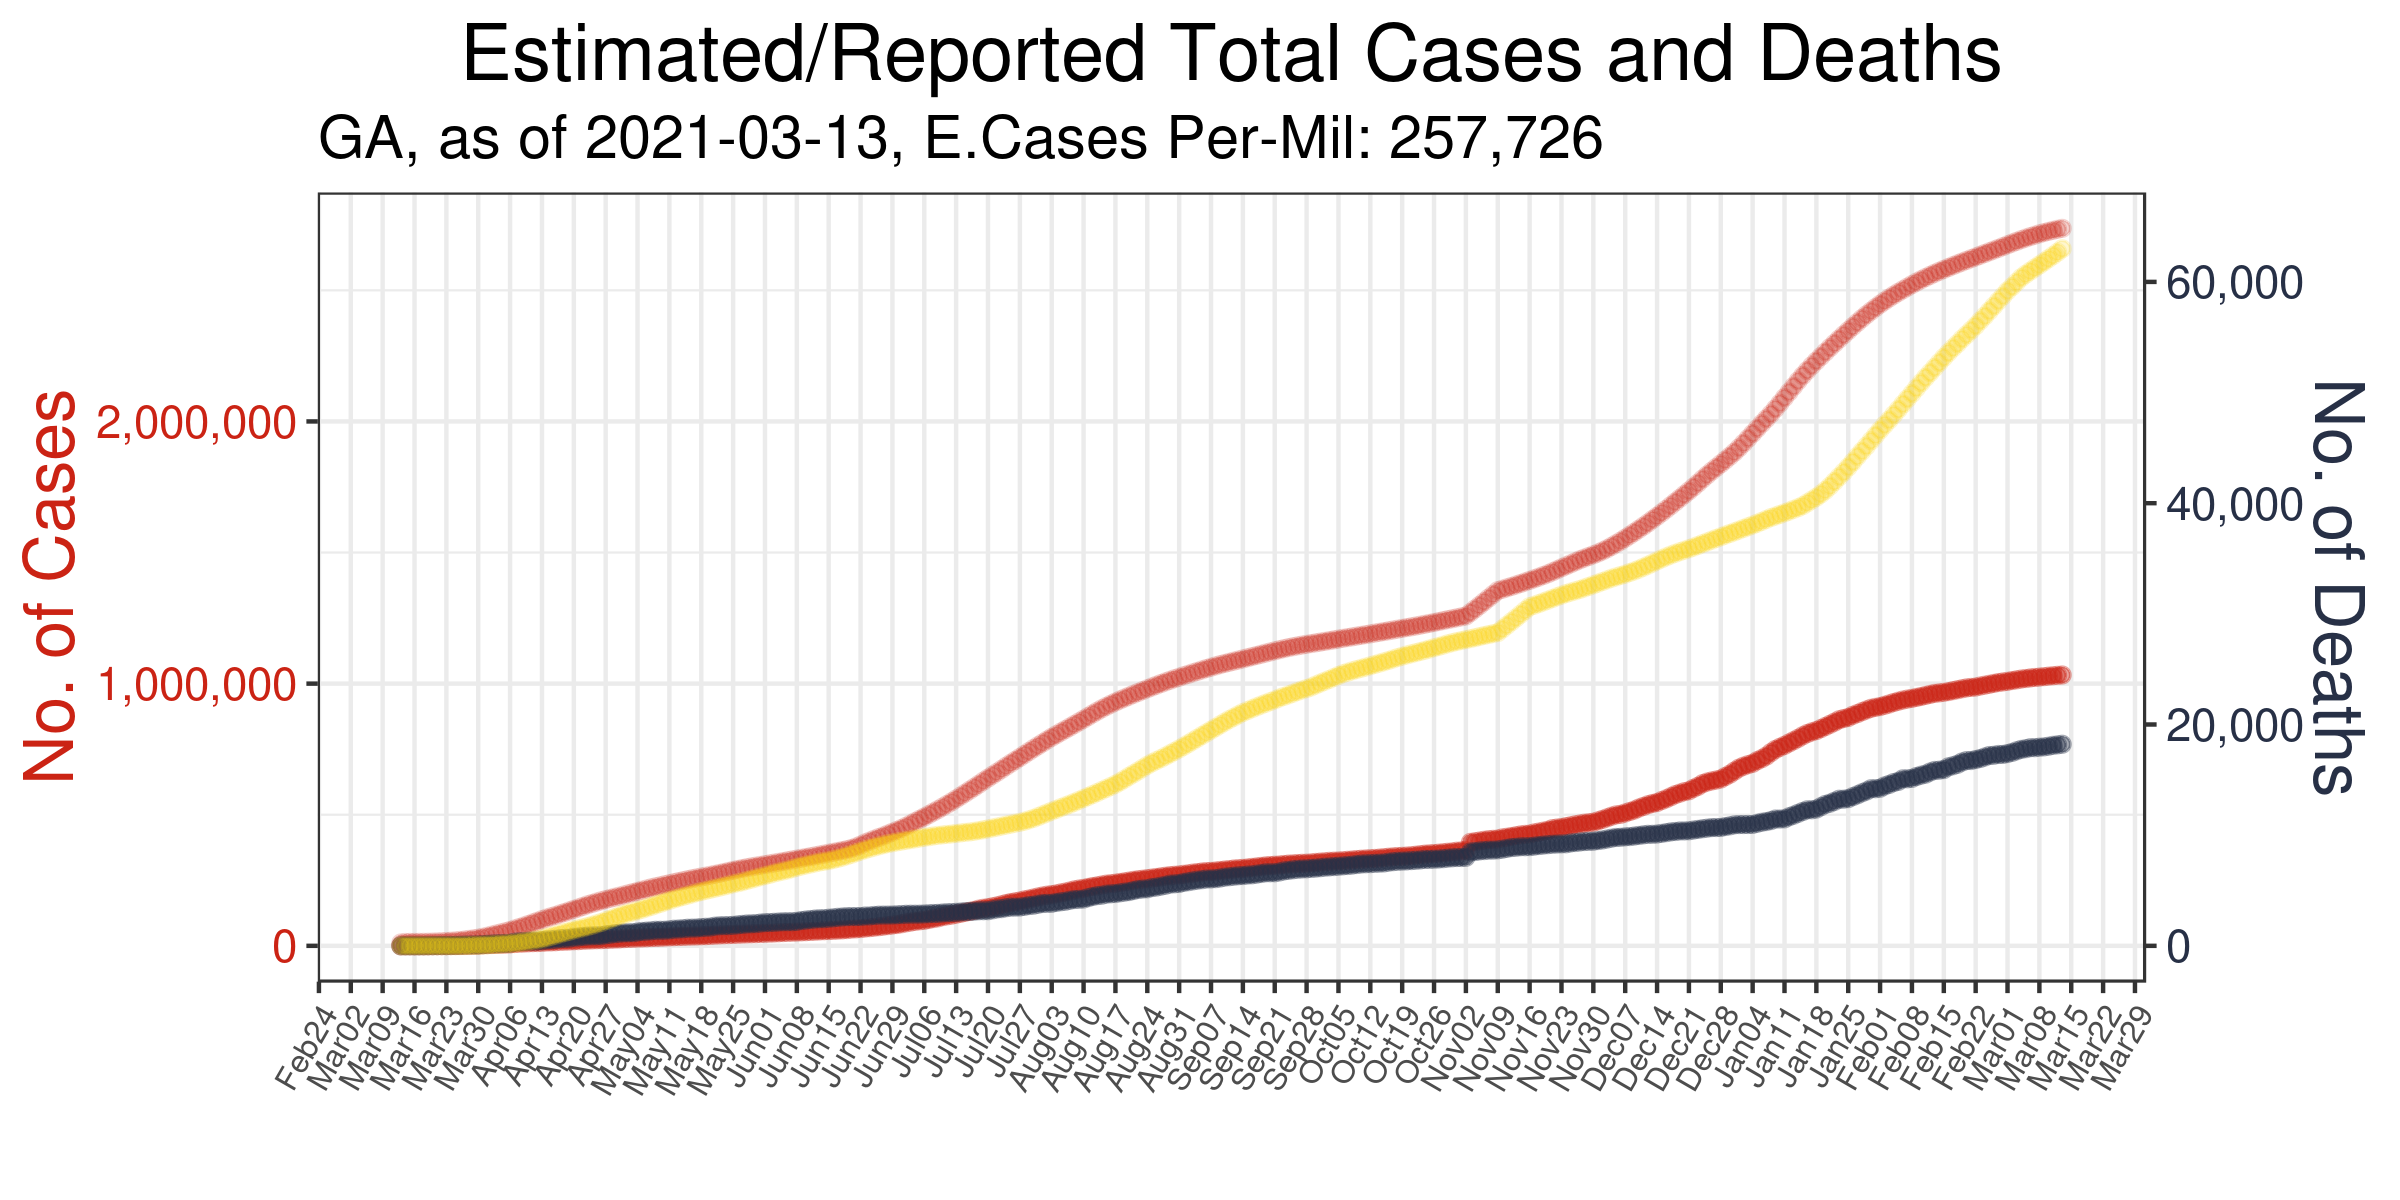 Estimated/Reported Total Cases and Deaths
GA, as of 2021-03-13, E.Cases Per-Mil: 257,726
No. of Cases
2,000,000
1,000,000
0
60,000
40,000
20,000
0
No. of Deaths
Feb24
Mar02
Mar09
Mar16
Mar23
Mar30
Apr06
Apr13
Apr20
Apr27
May04
May11
May18
May25
Jun01
Jun08
Jun15
Jun22
Jun29
Jul06
Jul13
Jul20
Jul27
Aug03
Aug10
Aug17
Aug24
Aug31
Sep07
Sep14
Sep21
Sep28
Oct05
Oct12
Oct19
Oct26
Nov02
Nov09
Nov16
Nov23
Nov30
Dec07
Dec14
Dec21
Dec28
Jan04
Jan11
Jan18
Jan25
Feb01
Feb08
Feb15
Feb22
Mar01
Mar08
Mar15
Mar22
Mar29